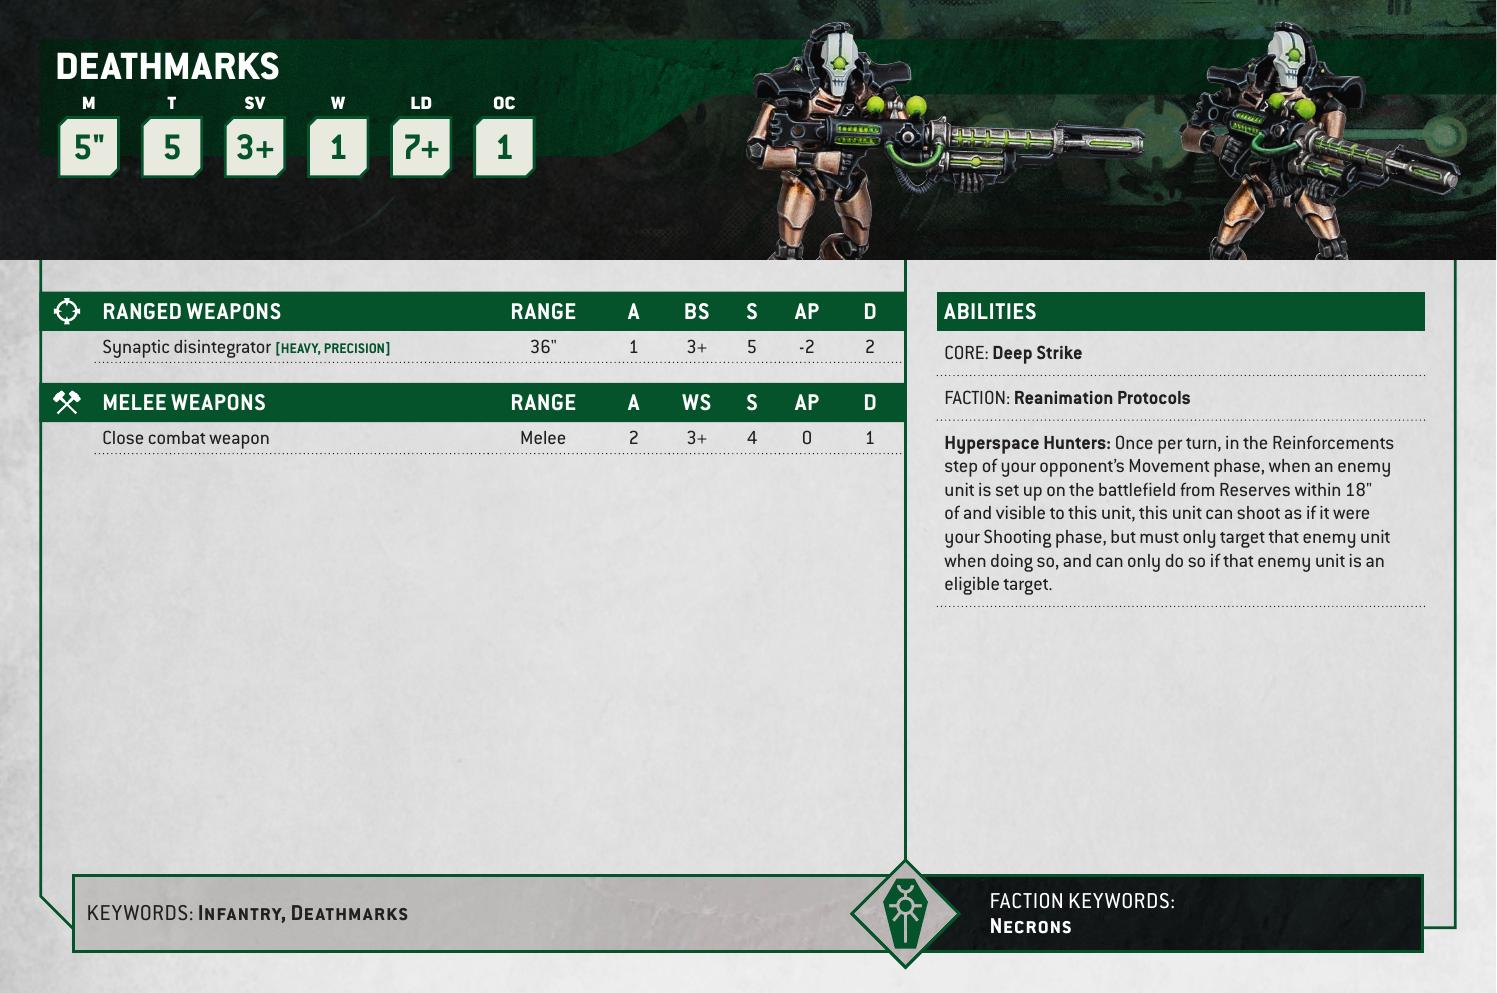 DEATHMARKS
M T SV W LD OC
5" 5 3+ 1 7+ 1
RANGED WEAPONS RANGE A BS S AP D
Synaptic disintegrator [HEAVY, PRECISION] 36" 1 3+ 5 -2 2
MELEE WEAPONS RANGE A WS S AP D
Close combat weapon Melee 2 3+ 4 0 1
ABILITIES
CORE: Deep Strike
FACTION: Reanimation Protocols
Hyperspace Hunters: Once per turn, in the Reinforcements
step of your opponent’s Movement phase, when an enemy
unit is set up on the battlefield from Reserves within 18"
of and visible to this unit, this unit can shoot as if it were
your Shooting phase, but must only target that enemy unit
when doing so, and can only do so if that enemy unit is an
eligible target.
KEYWORDS: Infantry, Deathmarks
FACTION KEYWORDS:
Necrons